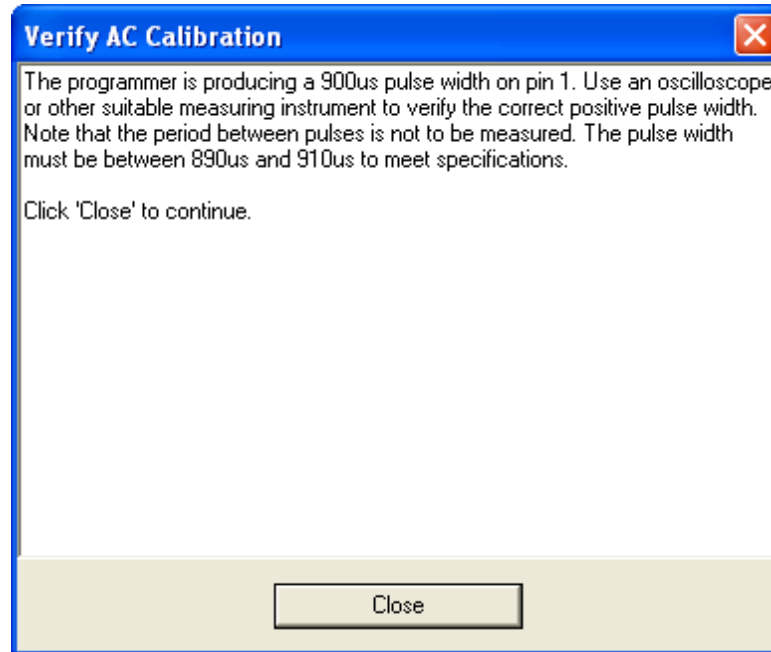 Verify AC Calibration
The programmer is producing a 900us pulse width on pin 1. Use an oscilloscope
or other suitable measuring instrument to verify the correct positive pulse width.
Note that the period between pulses is not to be measured. The pulse width
must be between 890us and 910us to meet specifications.
Click 'Close' to continue.
Close